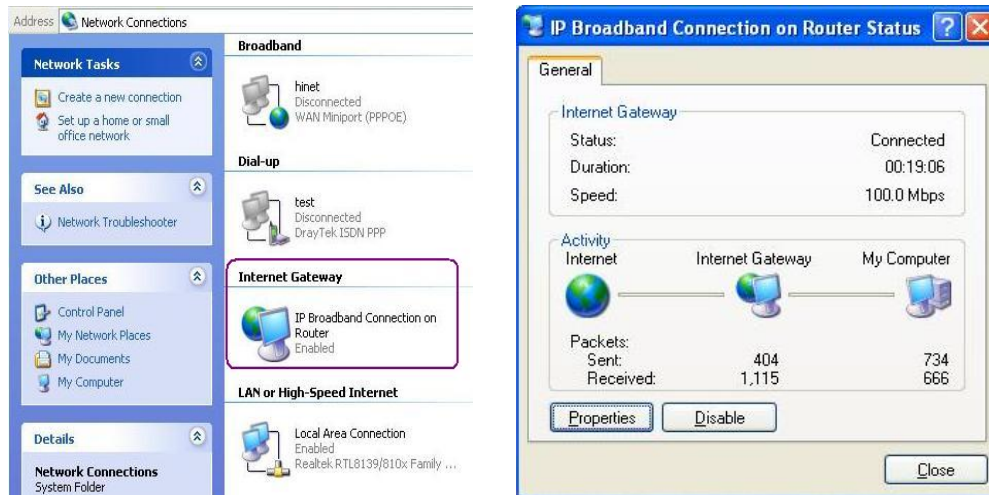 Address Network Connections
Network Tasks
Create a new connection
Set up a home or small
office network
See Also
Network Troubleshooter
Other Places
Control Panel
My Network Places
My Documents
My Computer
Details
Network Connections
System Folder
Broadband
hinet
Disconnected
WAN Miniport (PPPOE)
Dial-up
test
Disconnected
DrayTek ISDN PPP
Internet Gateway
IP Broadband Connection on
Router
Enabled
LAN or High-Speed Internet
Local Area Connection
Enabled
Realtek RTL8139/810x Family ...
IP Broadband Connection on Router Status
General
Internet Gateway
Status: Connected
Duration: 00:19:06
Speed: 100.0 Mbps
Activity
Internet Internet Gateway My Computer
Packets:
Sent: 404 734
Received: 1,115 666
Properties Disable
Close